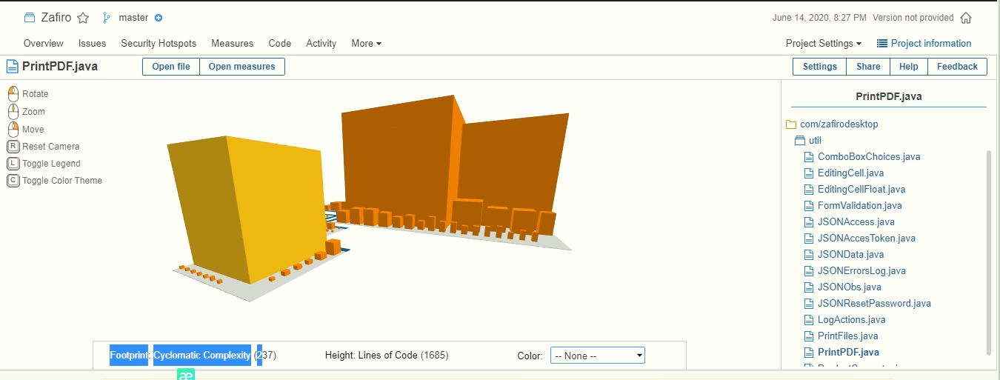 Zafiro master June 14, 2020, 8:27 PM Version not provided
Overview Issues Security Hotspots Measures Code Activity More Project Settings Project information
PrintPDF.java Open file Open measures Settings Share Help Feedback
Rotate
Zoom
Move
R Reset Camera
L Toggle Legend
C Toggle Color Theme
PrintPDF.java
com/zafirodesktop
util
ComboBoxChoices.java
EditingCell.java
EditingCellFloat.java
FormValidation.java
JSONAccess.java
JSONAccesToken.java
JSONData.java
JSONErrorsLog.java
JSONObs.java
JSONResetPassword.java
LogActions.java
PrintFiles.java
PrintPDF.java
Footprint: Cyclomatic Complexity (237) Height: Lines of Code (1685) Color: -- None --
æ